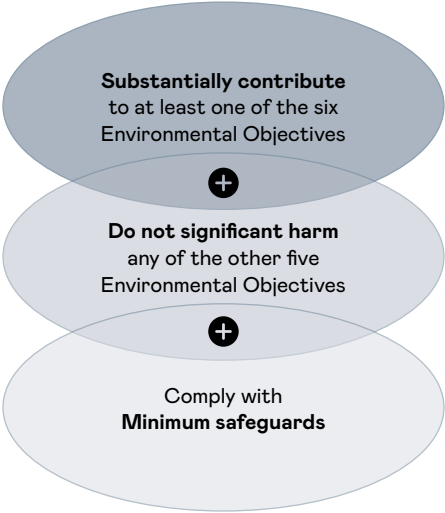 Substantially contribute
to at least one of the six
Environmental Objectives
+
Do not significant harm
any of the other five
Environmental Objectives
+
Comply with
Minimum safeguards